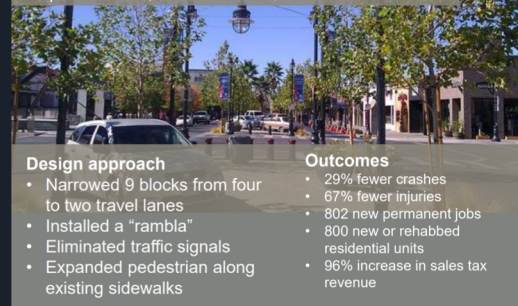 Design approach
• Narrowed 9 blocks from four
to two travel lanes
• Installed a “rambla”
• Eliminated traffic signals
• Expanded pedestrian along
existing sidewalks
Outcomes
• 29% fewer crashes
• 67% fewer injuries
• 802 new permanent jobs
• 800 new or rehabbed
residential units
• 96% increase in sales tax
revenue